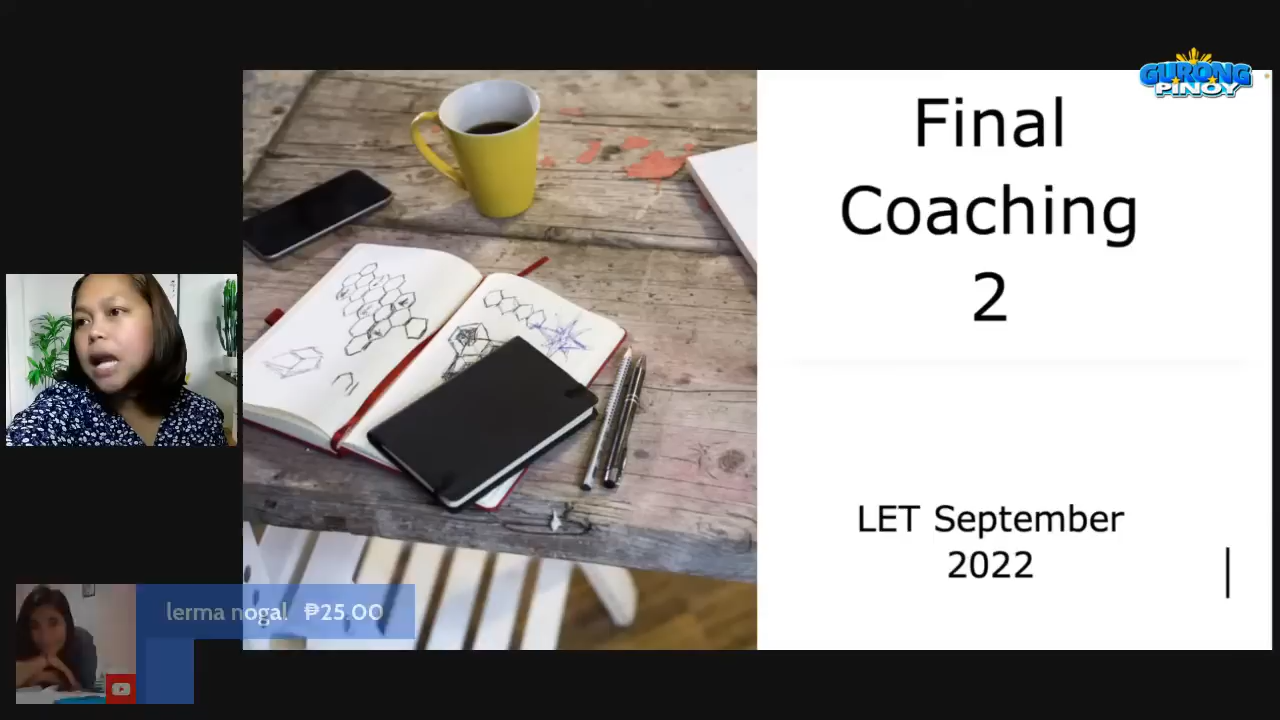 GURONG
PINOY
Final
Coaching
2
LET September
2022
lerma nogal ₱25.00